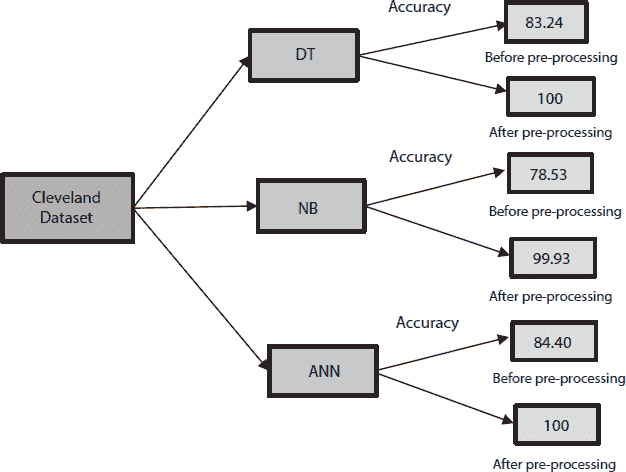 Cleveland
Dataset
DT
Accuracy
83.24
Before pre-processing
100
After pre-processing
NB
Accuracy
78.53
Before pre-processing
99.93
After pre-processing
ANN
Accuracy
84.40
Before pre-processing
100
After pre-processing